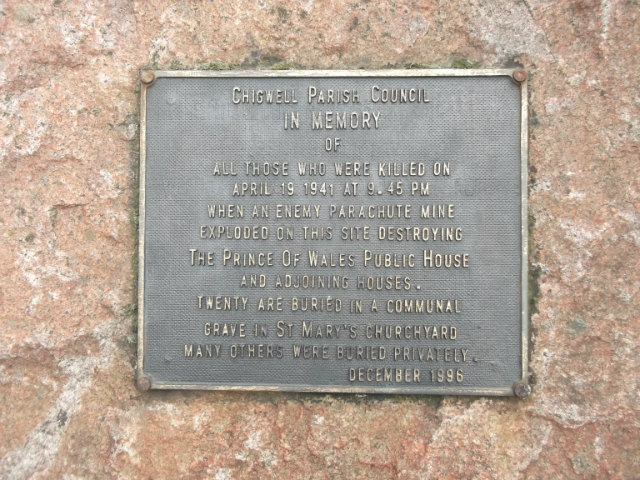 Chigwell Parish Council
IN MEMORY
OF
ALL THOSE WHO WERE KILLED ON
APRIL 19 1941 AT 9.45 PM
WHEN AN ENEMY PARACHUTE MINE
EXPLODED ON THIS SITE DESTROYING
The Prince Of Wales Public House
AND ADJOINING HOUSES.
TWENTY ARE BURIED IN A COMMUNAL
GRAVE IN St Mary's CHURCHYARD
MANY OTHERS WERE BURIED PRIVATELY.
DECEMBER 1996